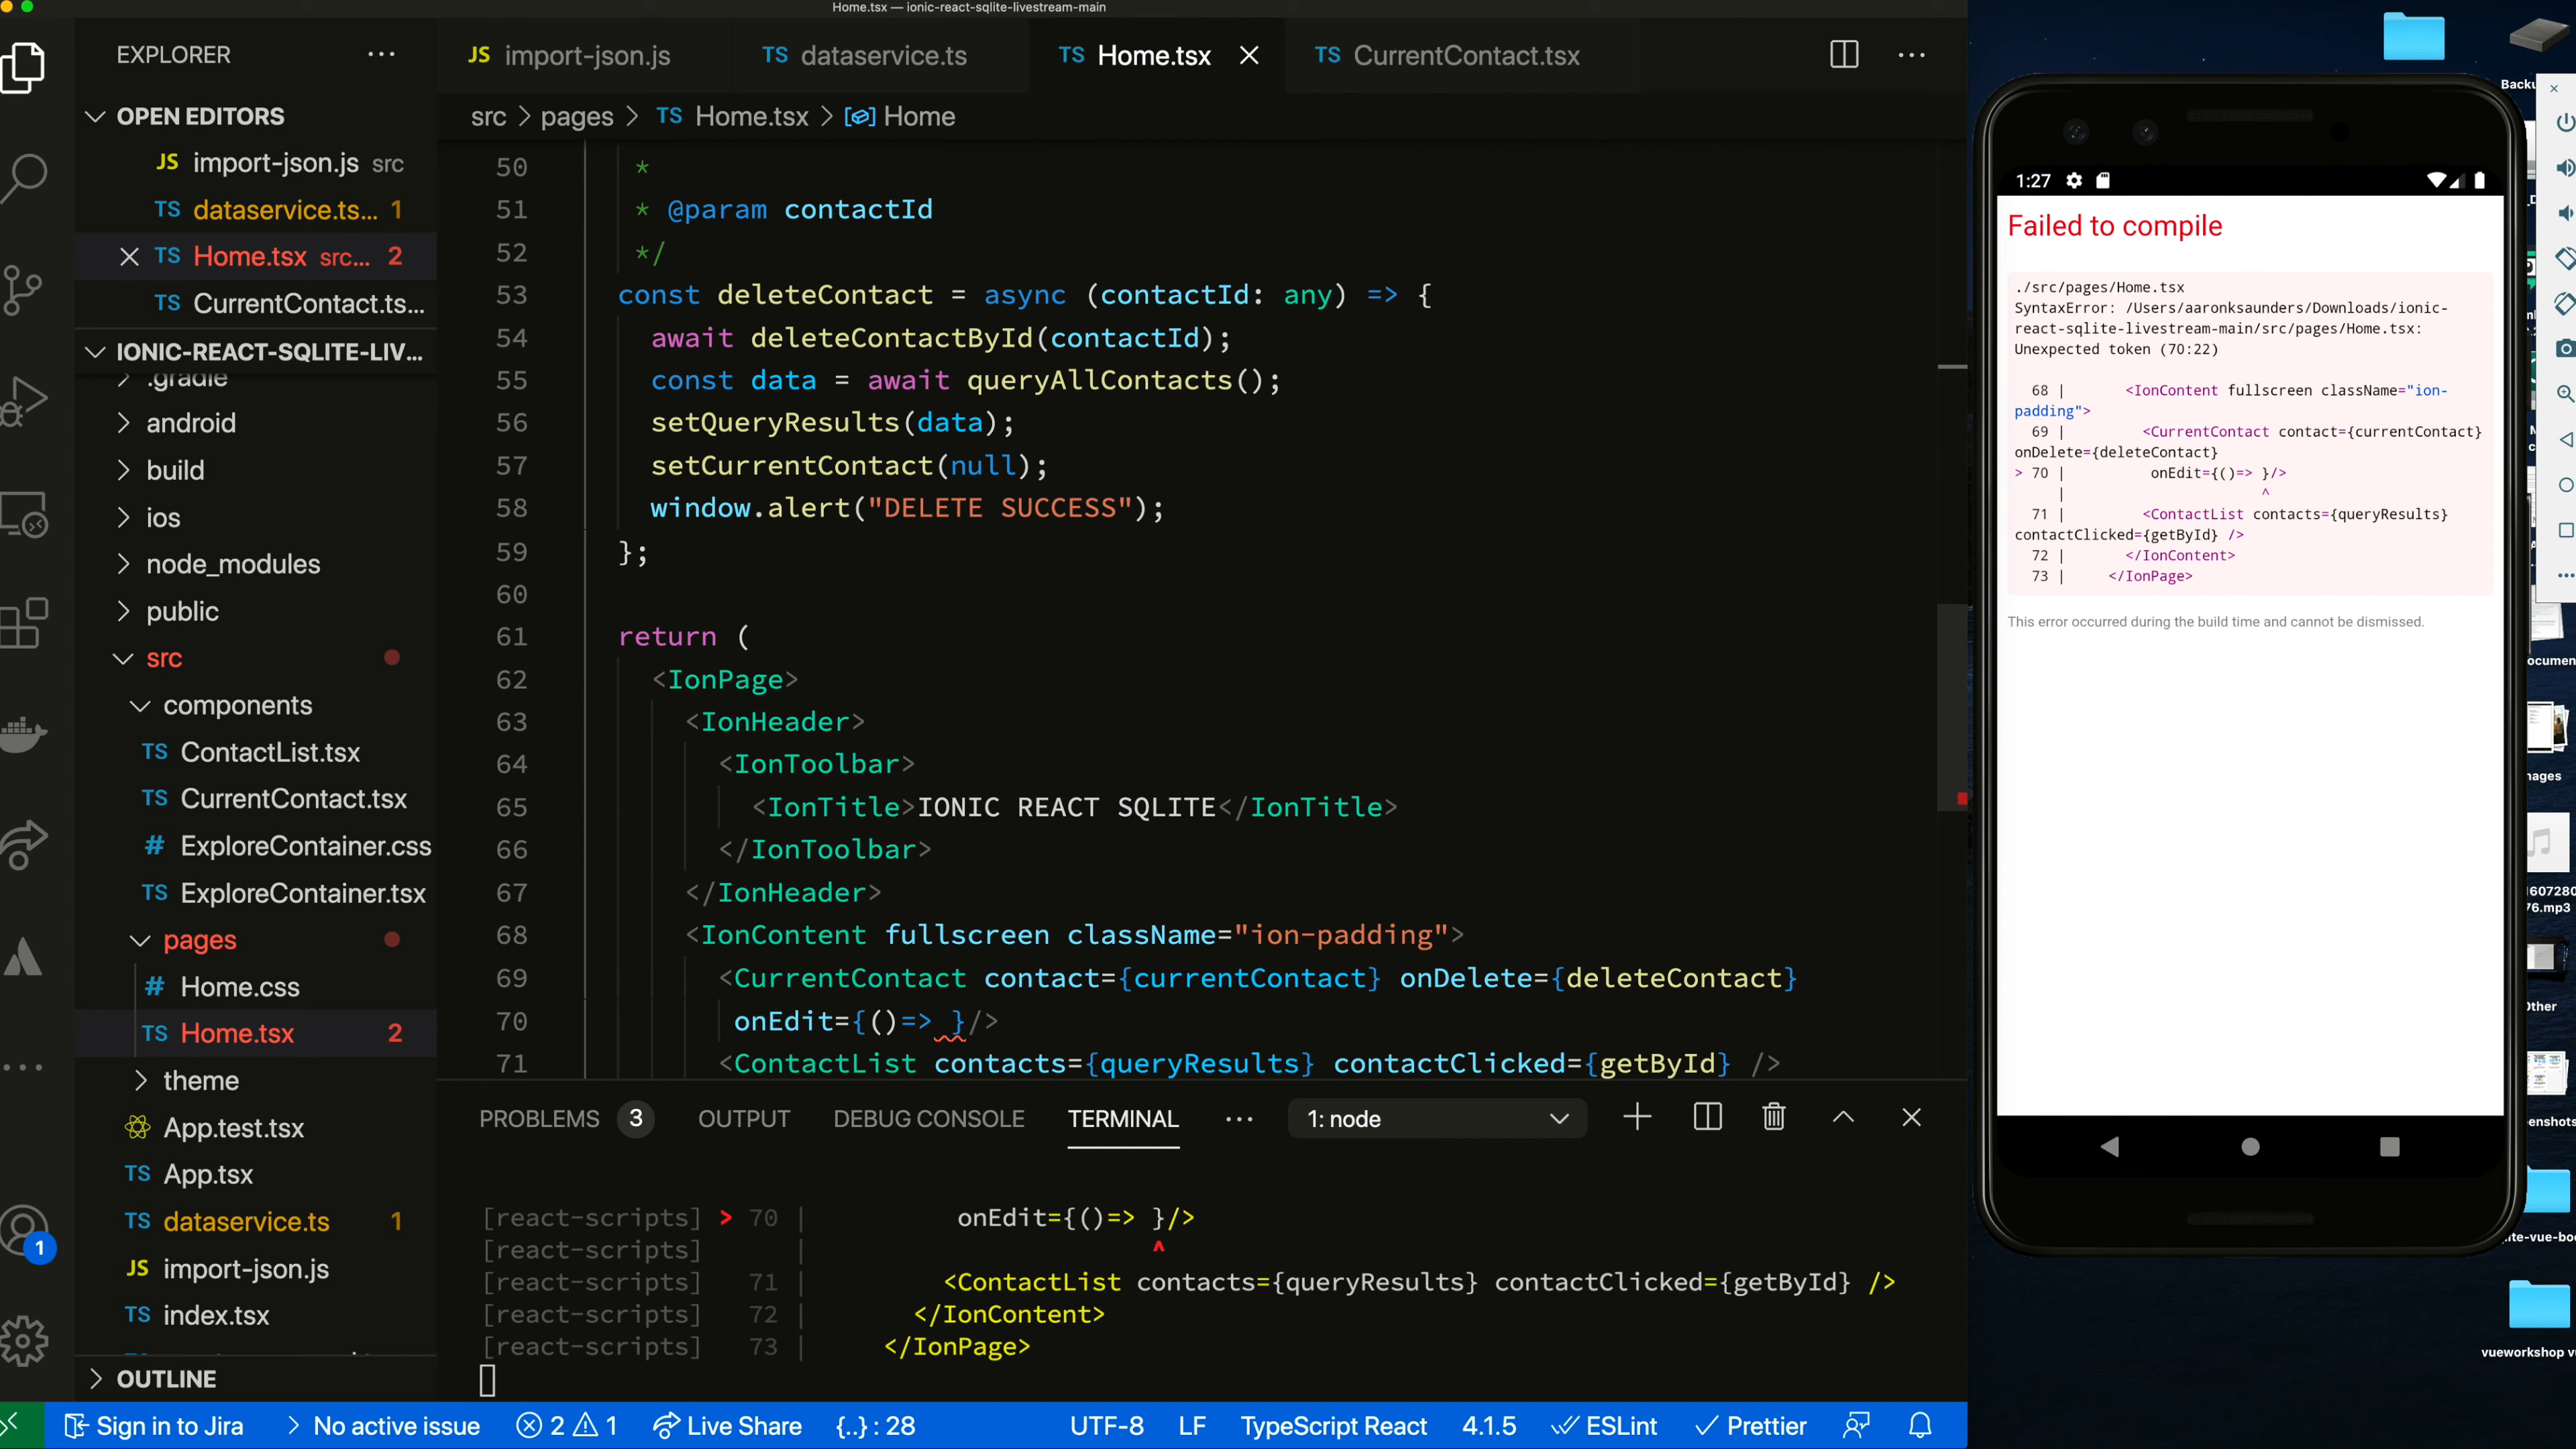 Home.tsx — ionic-react-sqlite-livestream-main
EXPLORER
OPEN EDITORS
JS import-json.js src
TS dataservice.ts... 1
TS Home.tsx src... 2
TS CurrentContact.ts...
IONIC-REACT-SQLITE-LIV...
.gradle
android
build
ios
node_modules
public
src
components
TS ContactList.tsx
TS CurrentContact.tsx
# ExploreContainer.css
TS ExploreContainer.tsx
pages
# Home.css
TS Home.tsx 2
theme
App.test.tsx
TS App.tsx
TS dataservice.ts 1
JS import-json.js
TS index.tsx
OUTLINE
1
JS import-json.js
TS dataservice.ts
TS Home.tsx
TS CurrentContact.tsx
src > pages > TS Home.tsx > Home
50 *
51 * @param contactId
52 */
53 const deleteContact = async (contactId: any) => {
54 await deleteContactById(contactId);
55 const data = await queryAllContacts();
56 setQueryResults(data);
57 setCurrentContact(null);
58 window.alert("DELETE SUCCESS");
59 };
60
61 return (
62 <IonPage>
63 <IonHeader>
64 <IonToolbar>
65 <IonTitle>IONIC REACT SQLITE</IonTitle>
66 </IonToolbar>
67 </IonHeader>
68 <IonContent fullscreen className="ion-padding">
69 <CurrentContact contact={currentContact} onDelete={deleteContact}
70 onEdit={()=> }/>
71 <ContactList contacts={queryResults} contactClicked={getById} />
PROBLEMS 3 OUTPUT DEBUG CONSOLE TERMINAL ... 1: node
[react-scripts] > 70 | onEdit={()=> }/>
[react-scripts] | ^
[react-scripts] 71 | <ContactList contacts={queryResults} contactClicked={getById} />
[react-scripts] 72 | </IonContent>
[react-scripts] 73 | </IonPage>
Sign in to Jira No active issue 2 1 Live Share {..} : 28 UTF-8 LF TypeScript React 4.1.5 ESLint Prettier
1:27
Failed to compile
./src/pages/Home.tsx
SyntaxError: /Users/aaronksaunders/Downloads/ionic-
react-sqlite-livestream-main/src/pages/Home.tsx:
Unexpected token (70:22)
68 | <IonContent fullscreen className="ion-
padding">
69 | <CurrentContact contact={currentContact}
onDelete={deleteContact}
> 70 | onEdit={()=> }/>
| ^
71 | <ContactList contacts={queryResults}
contactClicked={getById} />
72 | </IonContent>
73 | </IonPage>
This error occurred during the build time and cannot be dismissed.
Backu
ocumen
nages
1607280
76.mp3
Other
enshots
ite-vue-boo
vueworkshop v